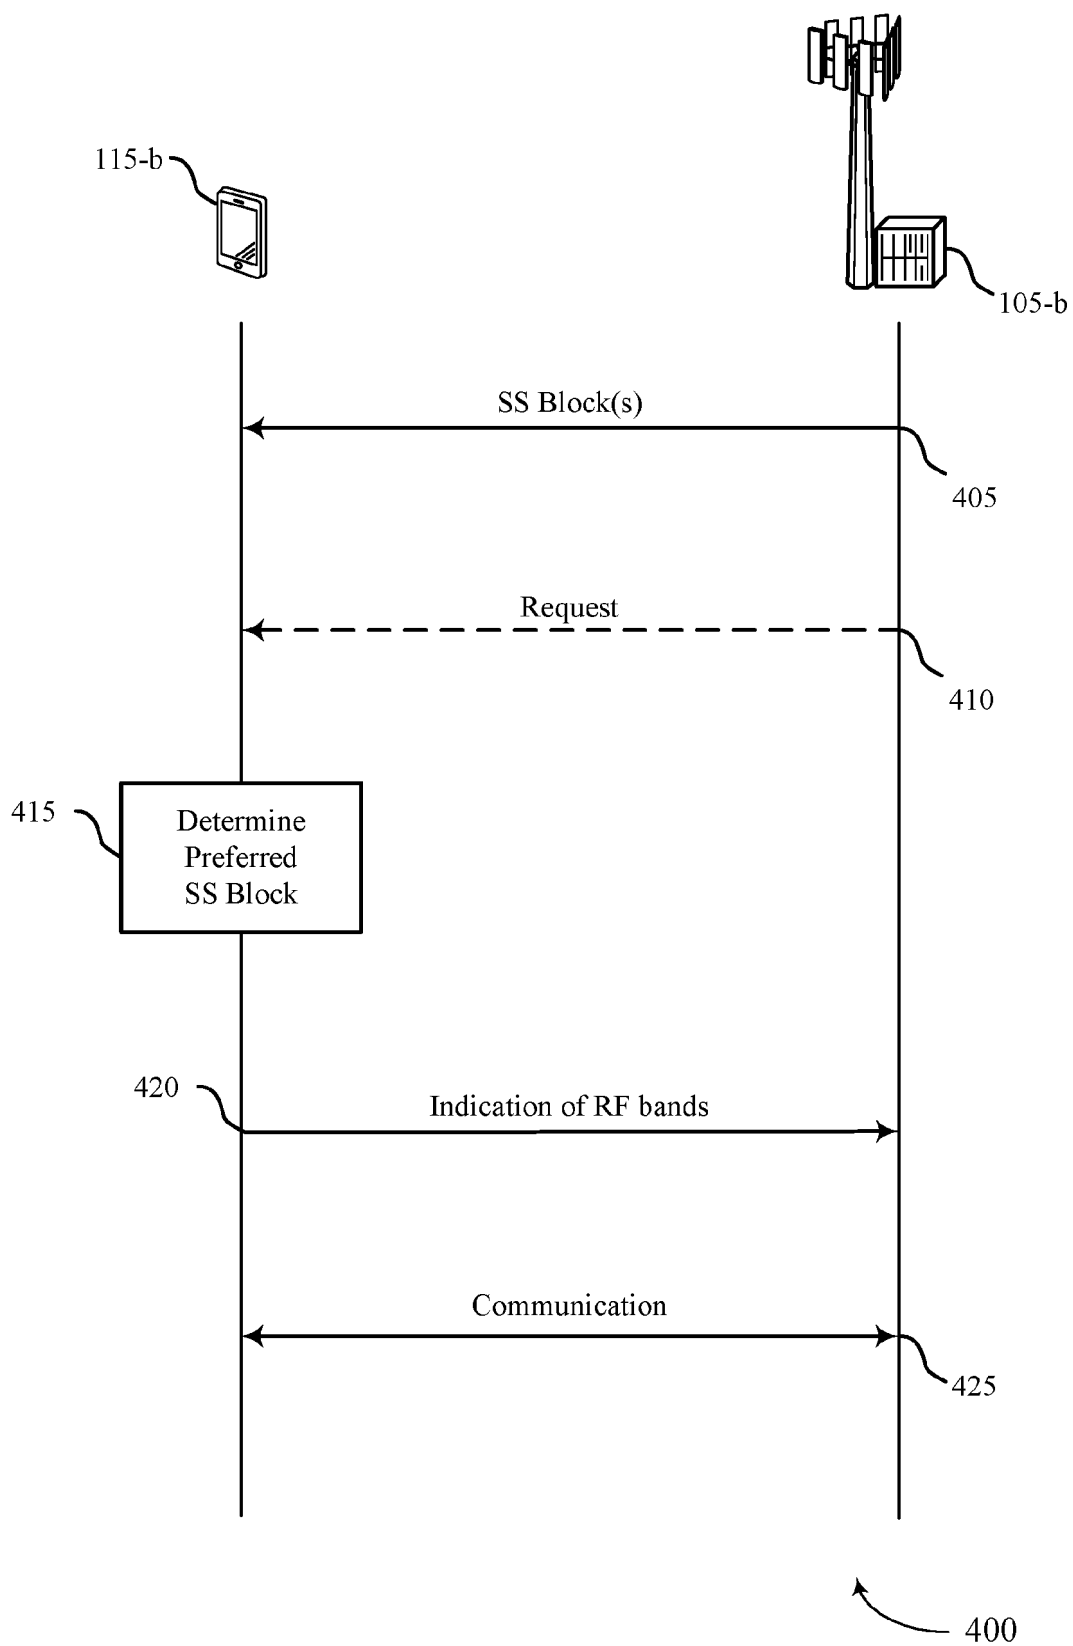 115-b
105-b
SS Block(s)
405
Request
410
415
Determine
Preferred
SS Block
420
Indication of RF bands
Communication
425
400